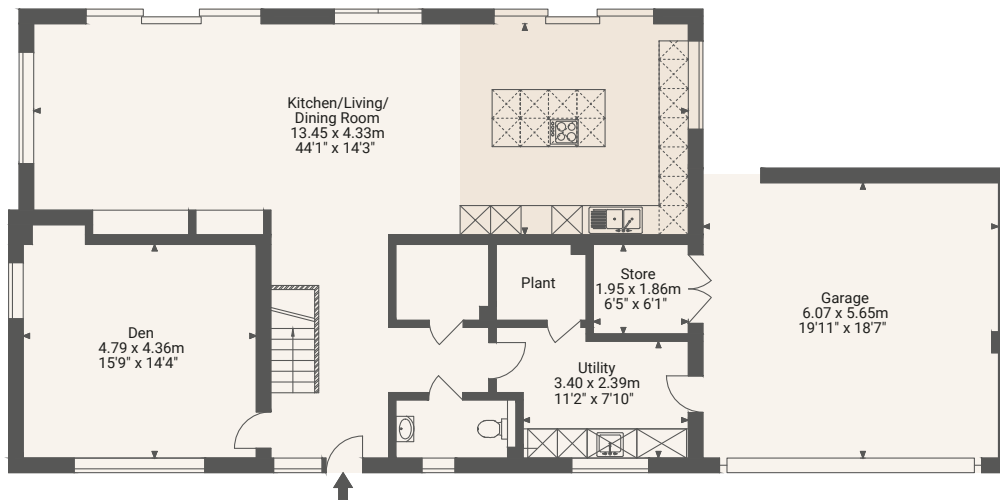 Kitchen/Living/
Dining Room
13.45 x 4.33m
44'1" x 14'3"
Plant
Store
1.95 x 1.86m
6'5" x 6'1"
Garage
6.07 x 5.65m
19'11" x 18'7"
Den
4.79 x 4.36m
15'9" x 14'4"
Utility
3.40 x 2.39m
11'2" x 7'10"